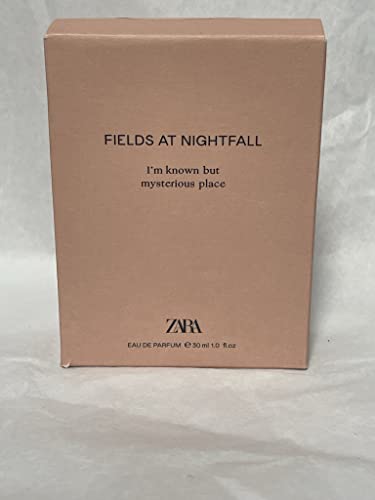 FIELDS AT NIGHTFALL
I'm known but
mysterious place
ZARA
EAU DE PARFUM ℮ 30 ml 1.0 fl.oz